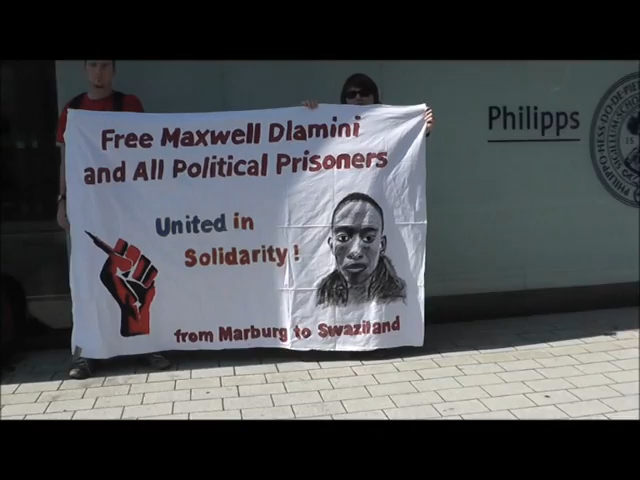 Free Maxwell Dlamini
and All Political Prisoners
United in
Solidarity!
from Marburg to Swaziland
Philipps